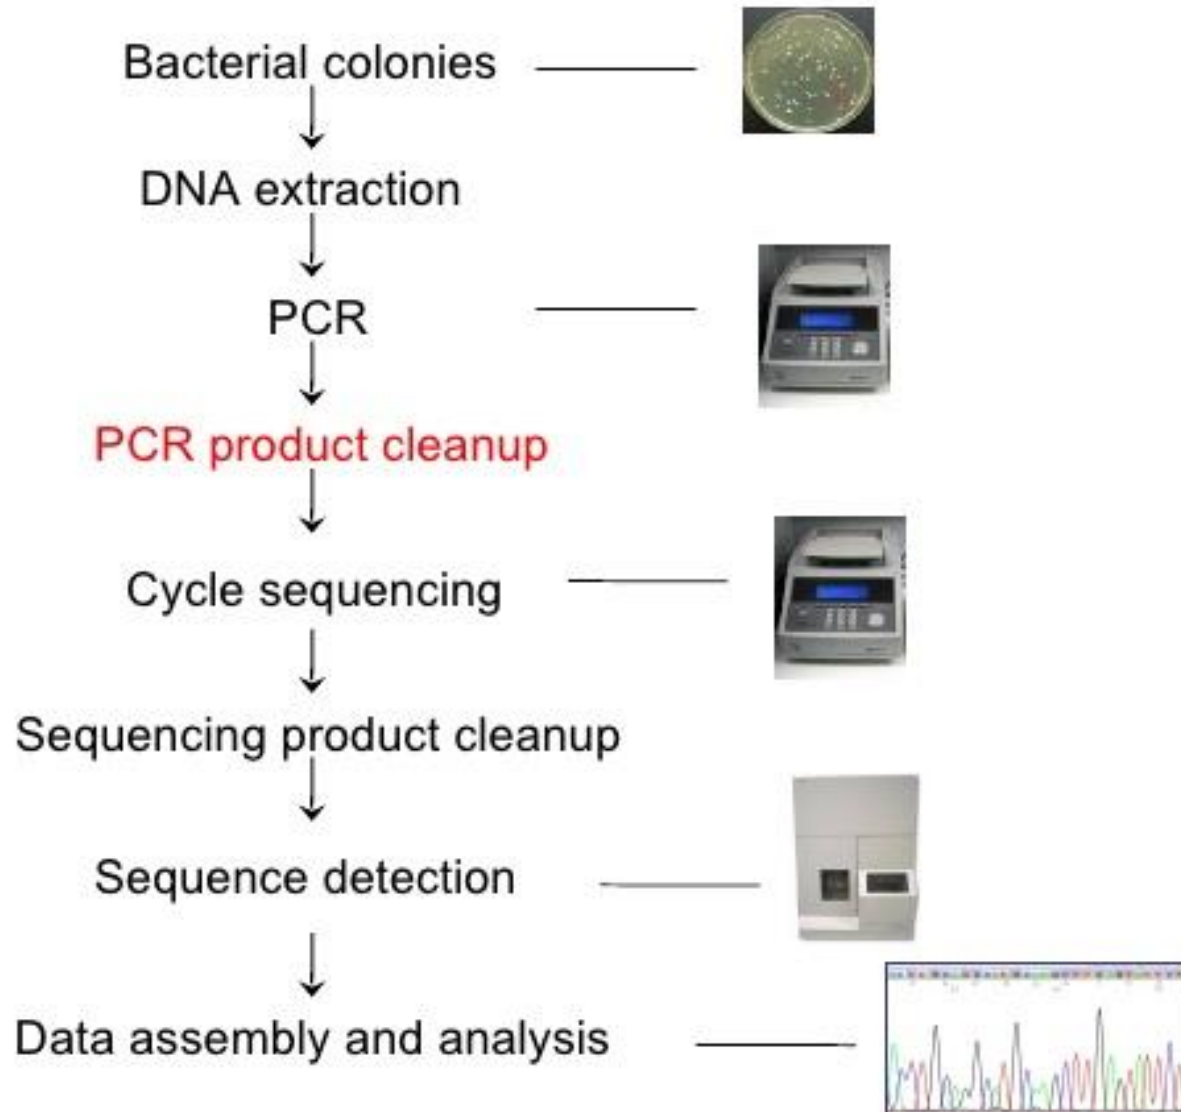 Bacterial colonies
DNA extraction
PCR
PCR product cleanup
Cycle sequencing
Sequencing product cleanup
Sequence detection
Data assembly and analysis